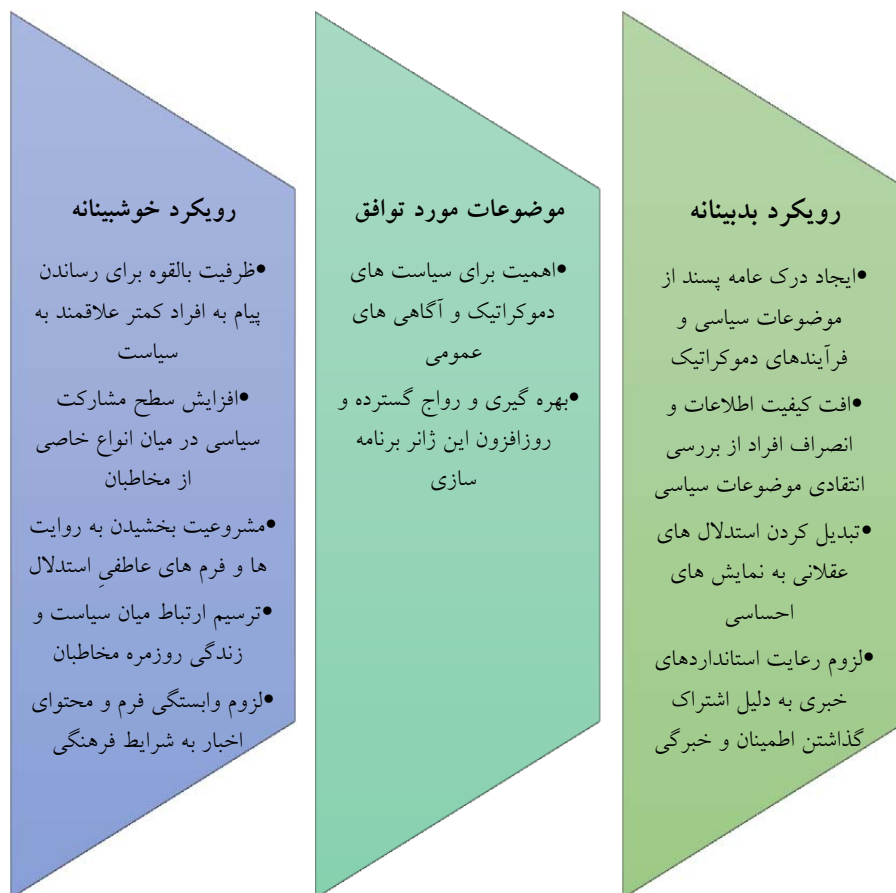 رویکرد بدبینانه
•ایجاد درک عامه پسند از
موضوعات سیاسی و
فرآیندهای دموکراتیک
•افت کیفیت اطلاعات و
انصراف افراد از بررسی
انتقادی موضوعات سیاسی
•تبدیل کردن استدلال های
عقلانی به نمایش های
احساسی
•لزوم رعایت استانداردهای
خبری به دلیل اشتراک
گذاشتن اطمینان و خبرگی
موضوعات مورد توافق
•اهمیت برای سیاست های
دموکراتیک و آگاهی های
عمومی
•بهره گیری و رواج گسترده و
روزافزون این ژانر برنامه
سازی
رویکرد خوشبینانه
•ظرفیت بالقوه برای رساندن
پیام به افراد کمتر علاقمند به
سیاست
•افزایش سطح مشارکت
سیاسی در میان انواع خاصی
از مخاطبان
•مشروعیت بخشیدن به روایت
ها و فرم های عاطفیِ استدلال
•ترسیم ارتباط میان سیاست و
زندگی روزمره مخاطبان
•لزوم وابستگی فرم و محتوای
اخبار به شرایط فرهنگی